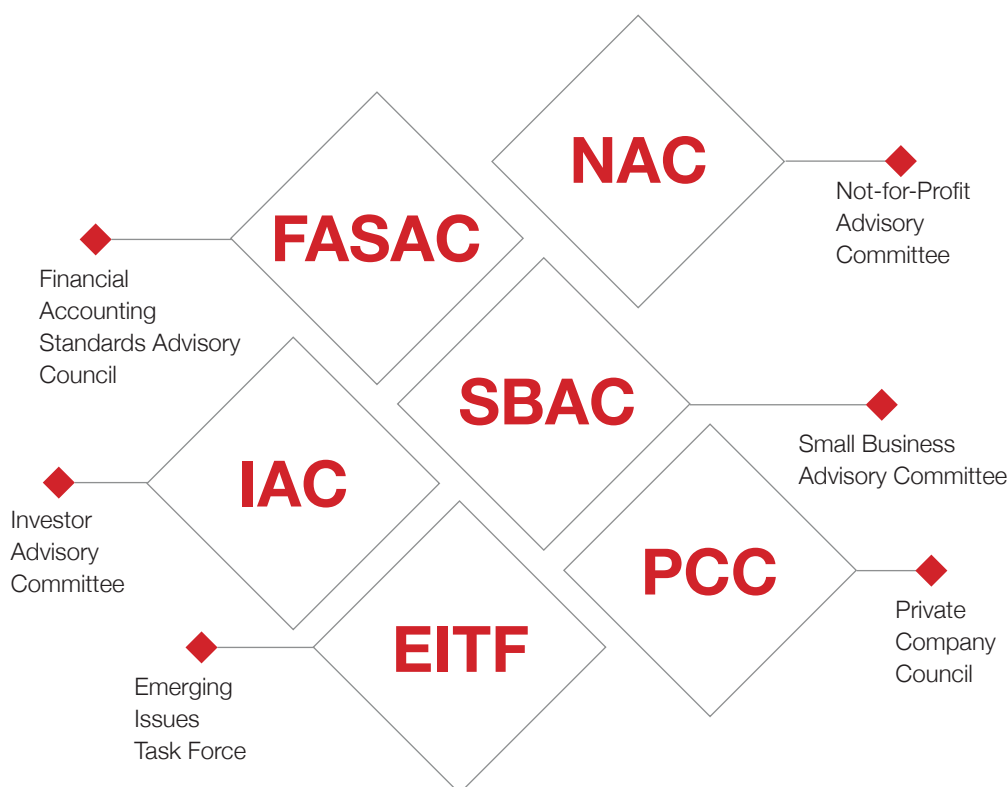 NAC
Not-for-Profit
Advisory
Committee
FASAC
Financial
Accounting
Standards Advisory
Council
SBAC
Small Business
Advisory Committee
IAC
Investor
Advisory
Committee
PCC
Private
Company
Council
EITF
Emerging
Issues
Task Force